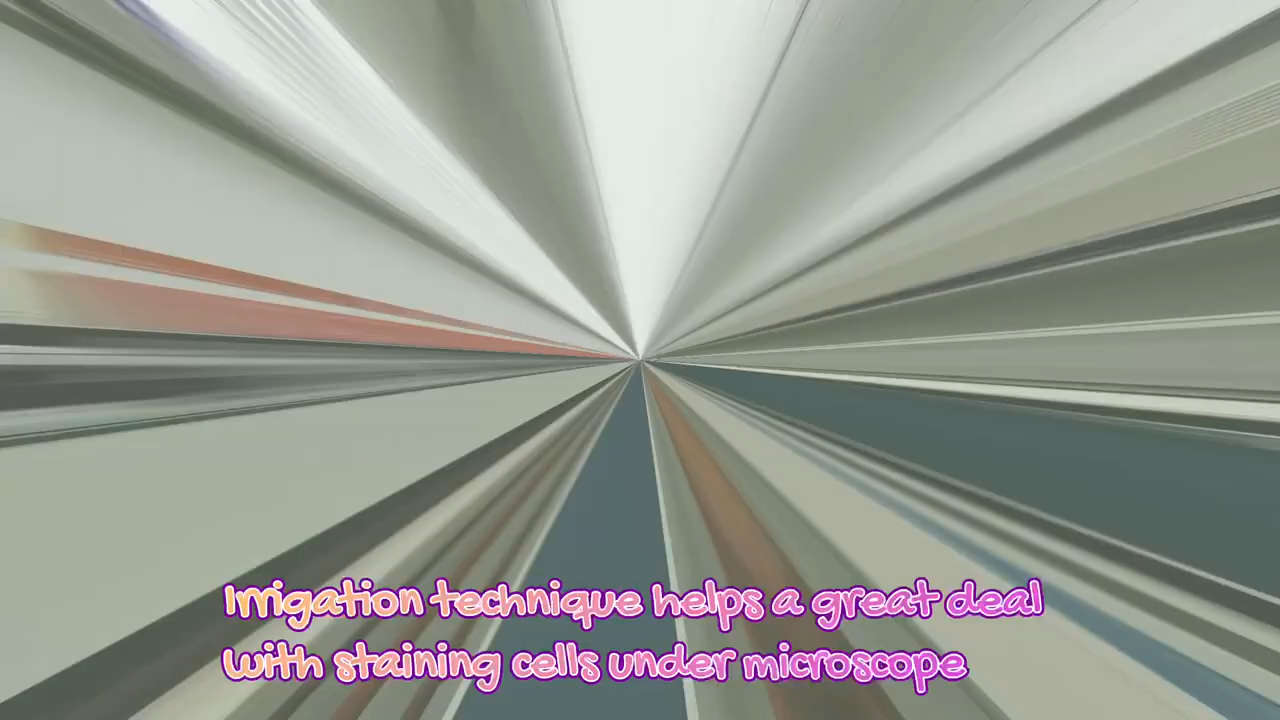 Irrigation technique helps a great deal
with staining cells under microscope